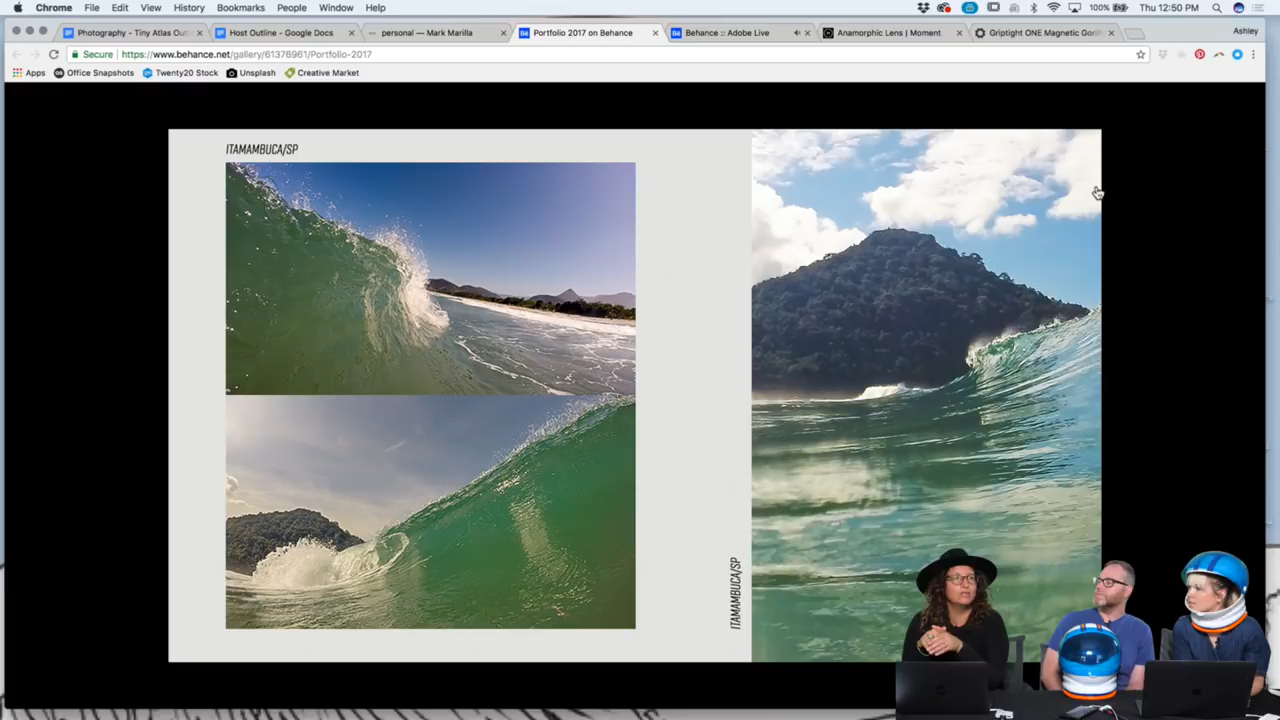 Chrome File Edit View History Bookmarks People Window Help 100% Thu 12:50 PM
Photography - Tiny Atlas Out
Host Outline - Google Docs
personal — Mark Marilla
Portfolio 2017 on Behance
Behance :: Adobe Live
Anamorphic Lens | Moment
Griptight ONE Magnetic Goril
Ashley
Secure https://www.behance.net/gallery/61376961/Portfolio-2017
Apps Office Snapshots Twenty20 Stock Unsplash Creative Market
ITAMAMBUCA/SP
ITAMAMBUCA/SP